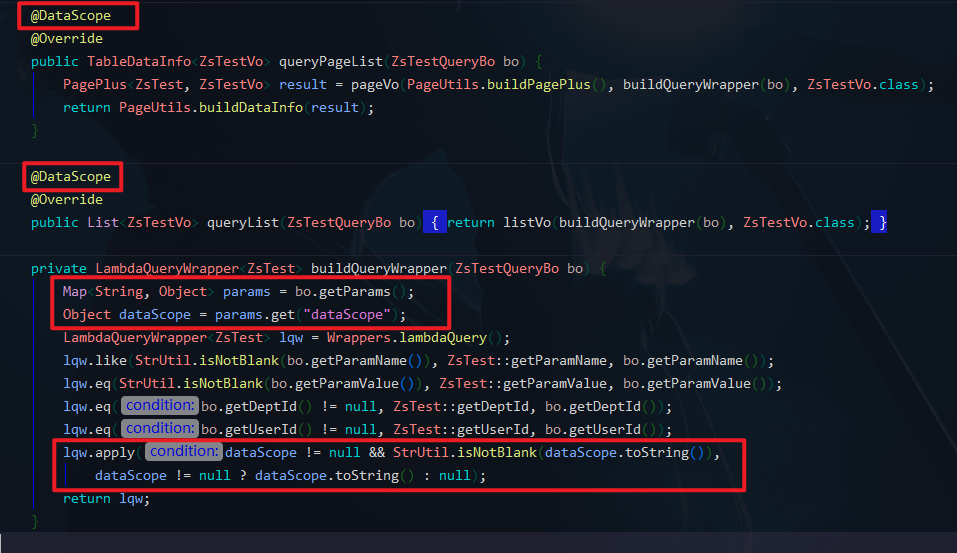 @DataScope
@Override
public TableDataInfo<ZsTestVo> queryPageList(ZsTestQueryBo bo) {
    PagePlus<ZsTest, ZsTestVo> result = pageVo(PageUtils.buildPagePlus(), buildQueryWrapper(bo), ZsTestVo.class);
    return PageUtils.buildDataInfo(result);
}
@DataScope
@Override
public List<ZsTestVo> queryList(ZsTestQueryBo bo) { return listVo(buildQueryWrapper(bo), ZsTestVo.class); }
private LambdaQueryWrapper<ZsTest> buildQueryWrapper(ZsTestQueryBo bo) {
    Map<String, Object> params = bo.getParams();
    Object dataScope = params.get("dataScope");
    LambdaQueryWrapper<ZsTest> lqw = Wrappers.lambdaQuery();
    lqw.like(StrUtil.isNotBlank(bo.getParamName()), ZsTest::getParamName, bo.getParamName());
    lqw.eq(StrUtil.isNotBlank(bo.getParamValue()), ZsTest::getParamValue, bo.getParamValue());
    lqw.eq( condition: bo.getDeptId() != null, ZsTest::getDeptId, bo.getDeptId());
    lqw.eq( condition: bo.getUserId() != null, ZsTest::getUserId, bo.getUserId());
    lqw.apply( condition: dataScope != null && StrUtil.isNotBlank(dataScope.toString()),
        dataScope != null ? dataScope.toString() : null);
    return lqw;
}